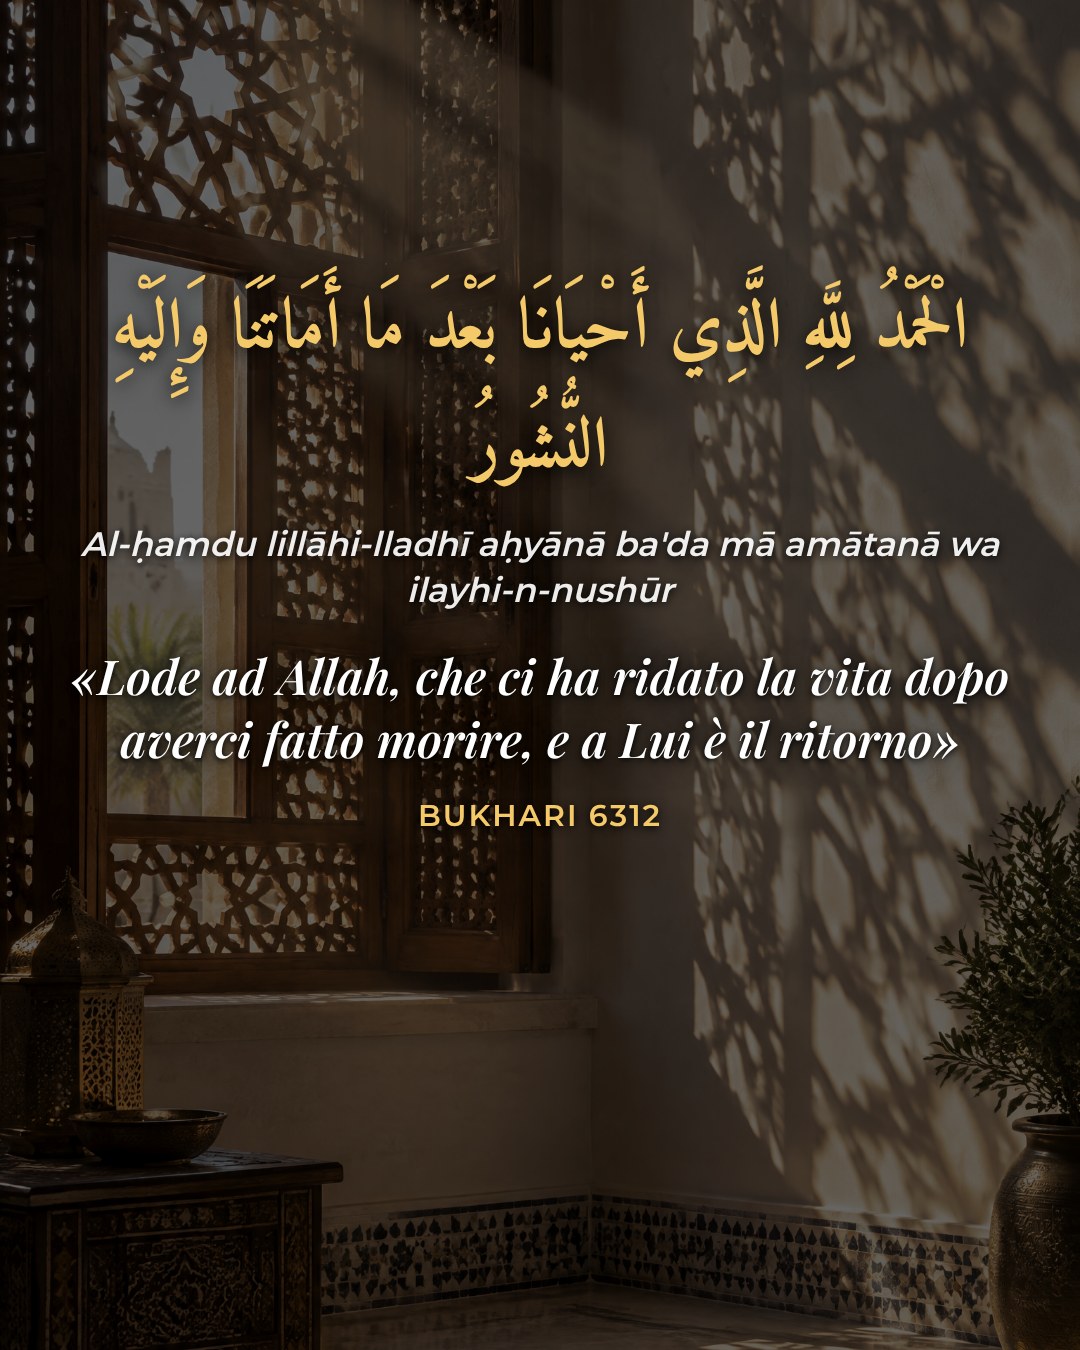 الْحَمْدُ لِلَّهِ الَّذِي أَحْيَانَا بَعْدَ مَا أَمَاتَنَا وَإِلَيْهِ
النُّشُورُ
Al-ḥamdu lillāhi-lladhī aḥyānā ba'da mā amātanā wa
ilayhi-n-nushūr
«Lode ad Allah, che ci ha ridato la vita dopo
averci fatto morire, e a Lui è il ritorno»
BUKHARI 6312